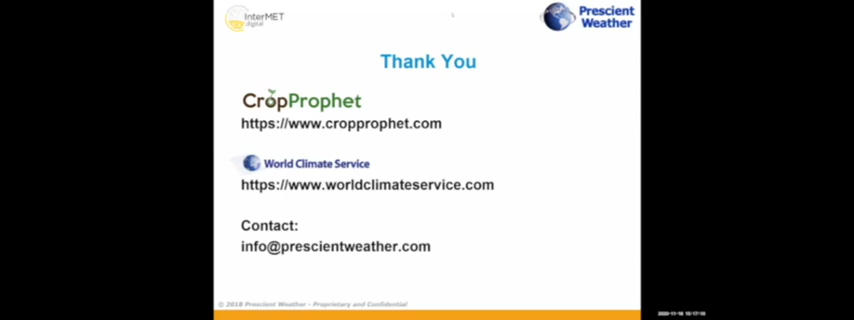 InterMET
digital
Prescient
Weather
Thank You
CropProphet
https://www.cropprophet.com
World Climate Service
https://www.worldclimateservice.com
Contact:
info@prescientweather.com
© 2018 Prescient Weather - Proprietary and Confidential